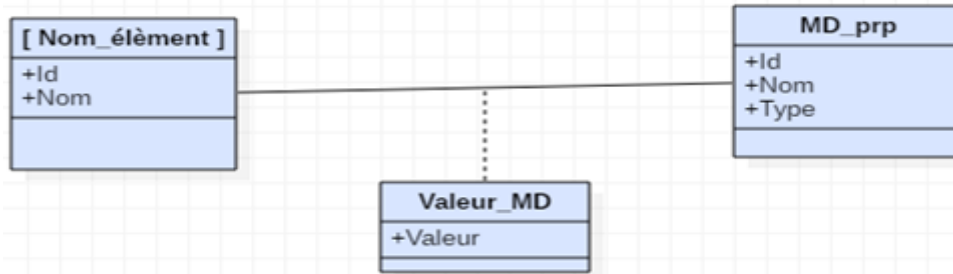 [ Nom_élèment ]
+Id
+Nom
MD_prp
+Id
+Nom
+Type
Valeur_MD
+Valeur